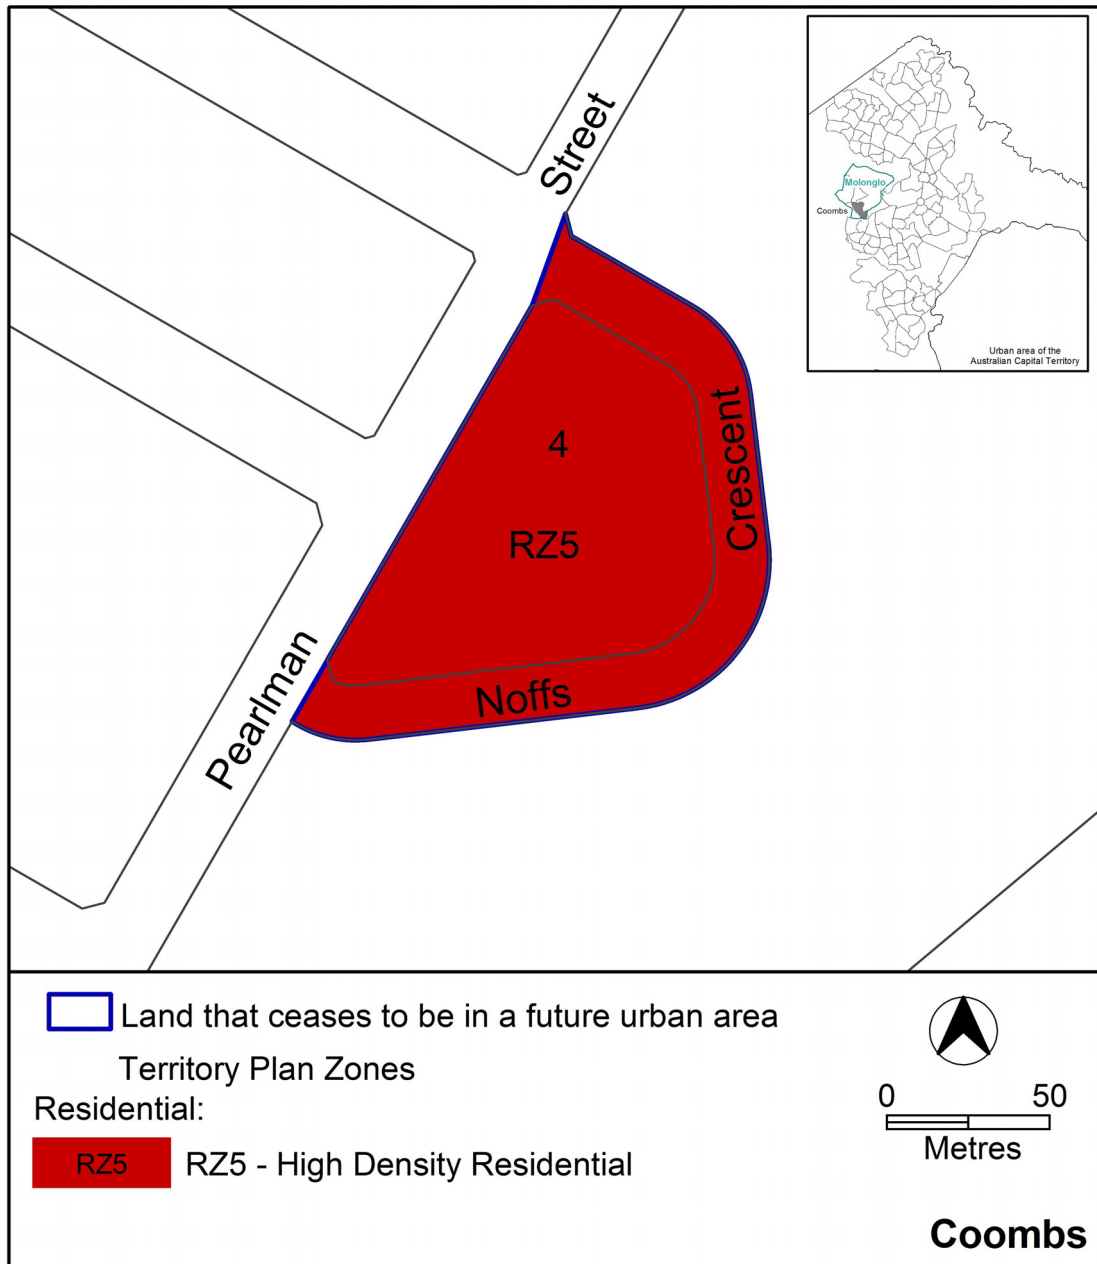 Street
Molonglo
Coombs
Urban area of the
Australian Capital Territory
4
Crescent
RZ5
Pearlman
Noffs
Land that ceases to be in a future urban area
Territory Plan Zones
Residential:
RZ5
RZ5 - High Density Residential
0 50
Metres
Coombs